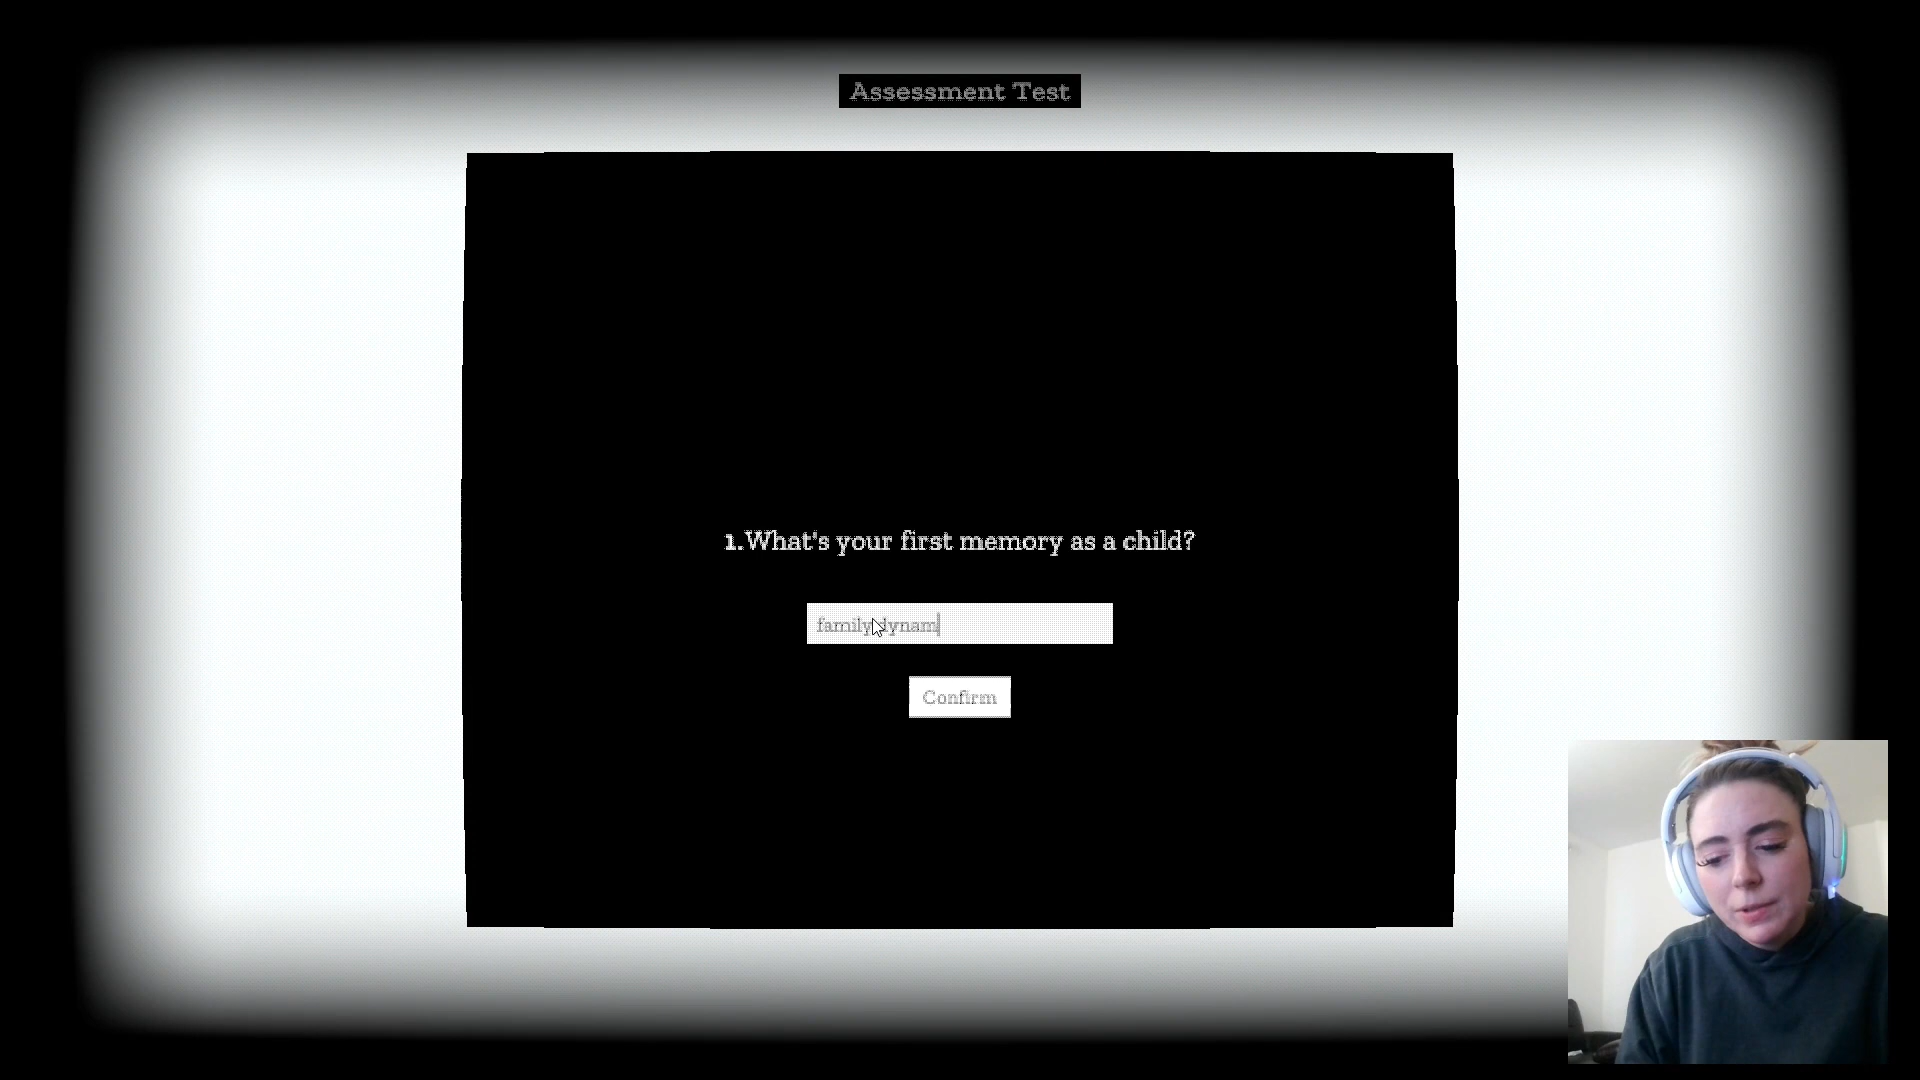 Assessment Test
1.What's your first memory as a child?
family dynam
Confirm